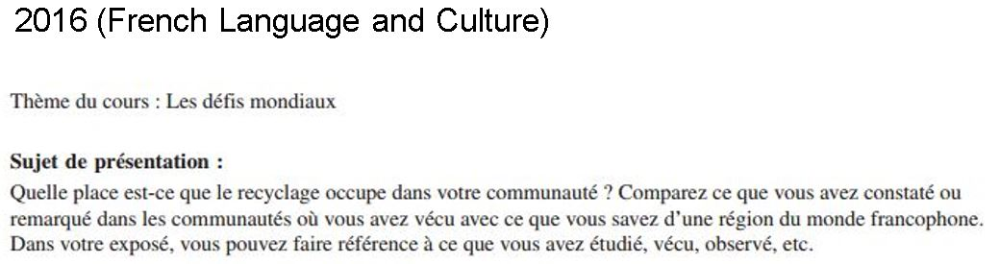 2016 (French Language and Culture)
Thème du cours : Les défis mondiaux
Sujet de présentation :
Quelle place est-ce que le recyclage occupe dans votre communauté ? Comparez ce que vous avez constaté ou
remarqué dans les communautés où vous avez vécu avec ce que vous savez d’une région du monde francophone.
Dans votre exposé, vous pouvez faire référence à ce que vous avez étudié, vécu, observé, etc.